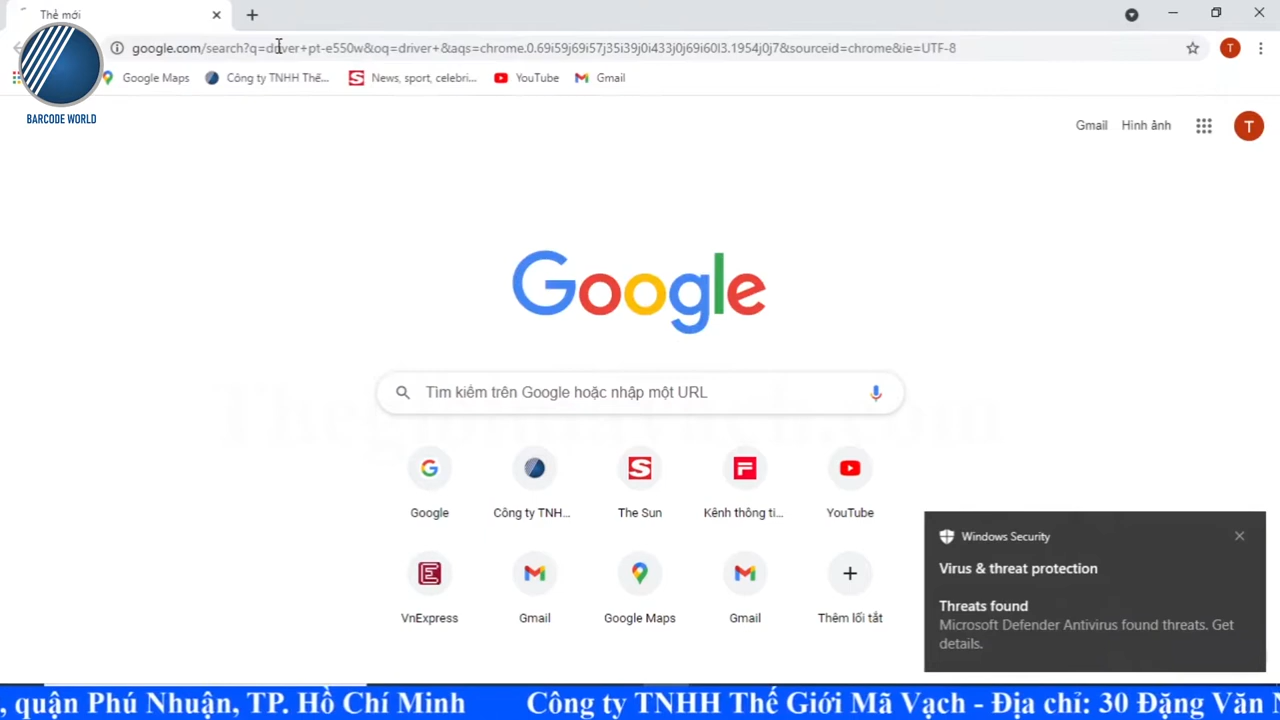 Thẻ mới
google.com/search?q=driver+pt-e550w&oq=driver+&aqs=chrome.0.69i59j69i57j35i39j0i433j0j69i60l3.1954j0j7&sourceid=chrome&ie=UTF-8
T
Google Maps
Công ty TNHH Thế...
News, sport, celebri...
YouTube
Gmail
BARCODE WORLD
Gmail
Hình ảnh
T
Google
Tìm kiếm trên Google hoặc nhập một URL
Thegioimavach.com
Google
Công ty TNH...
The Sun
Kênh thông ti...
YouTube
VnExpress
Gmail
Google Maps
Gmail
Thêm lối tắt
Windows Security
Virus & threat protection
Threats found
Microsoft Defender Antivirus found threats. Get
details.
, quận Phú Nhuận, TP. Hồ Chí Minh
Công ty TNHH Thế Giới Mã Vạch - Địa chỉ: 30 Đặng Văn